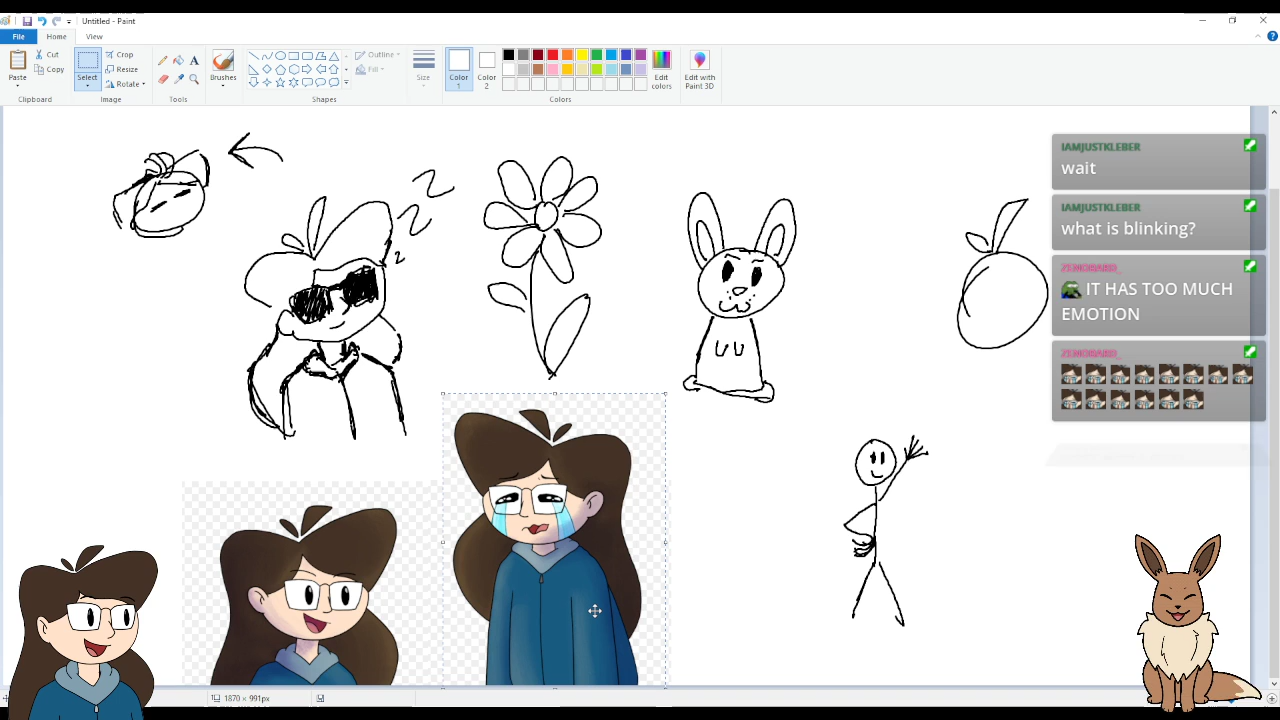 Untitled - Paint
File
Home
View
Paste
Cut
Copy
Clipboard
Select
Crop
Resize
Rotate
Image
Tools
Brushes
Shapes
Outline
Fill
Size
Color
1
Color
2
Edit
colors
Edit with
Paint 3D
Colors
z z z
IAMJUSTKLEBER
wait
IAMJUSTKLEBER
what is blinking?
IT HAS TOO MUCH
EMOTION
1870 × 991px